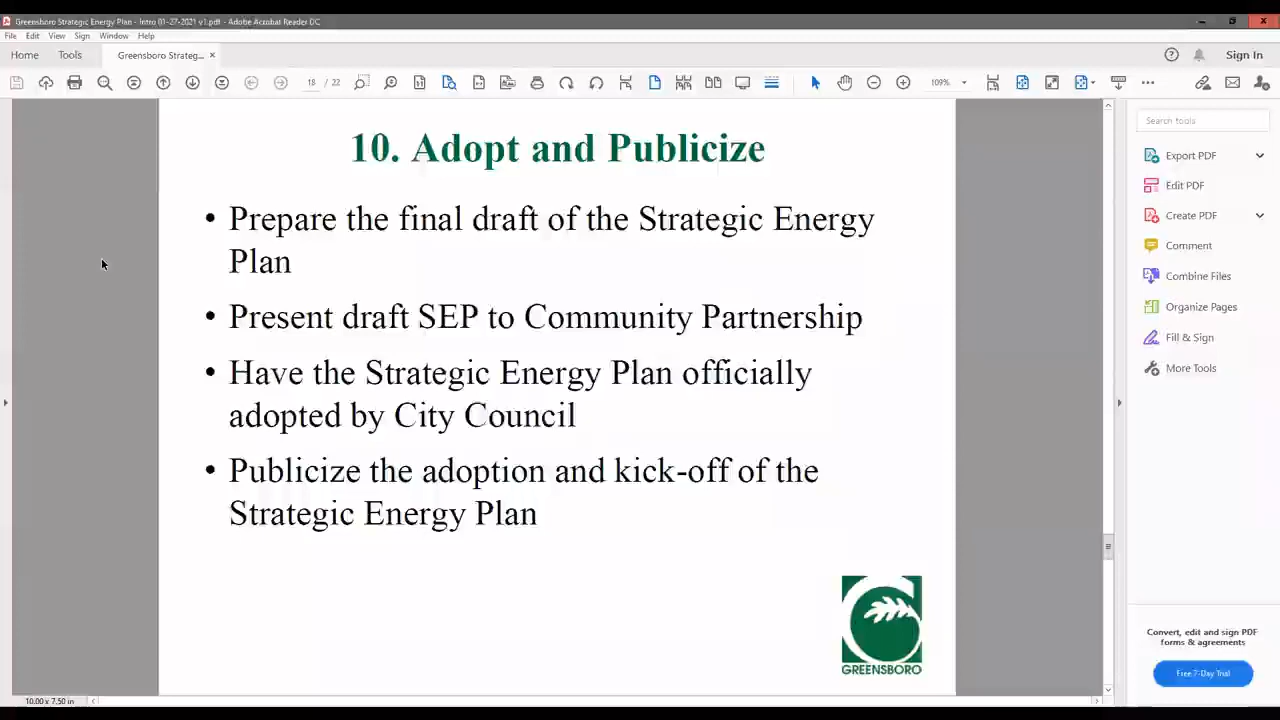 Greensboro Strategic Energy Plan - Intro 01-27-2021 v1.pdf - Adobe Acrobat Reader DC
File Edit View Sign Window Help
Home Tools Greensboro Strateg... × Sign In
18 / 22 109%
10. Adopt and Publicize
• Prepare the final draft of the Strategic Energy
Plan
• Present draft SEP to Community Partnership
• Have the Strategic Energy Plan officially
adopted by City Council
• Publicize the adoption and kick-off of the
Strategic Energy Plan
GREENSBORO
Search tools
Export PDF
Edit PDF
Create PDF
Comment
Combine Files
Organize Pages
Fill & Sign
More Tools
Convert, edit and sign PDF
forms & agreements
Free 7-Day Trial
10.00 x 7.50 in